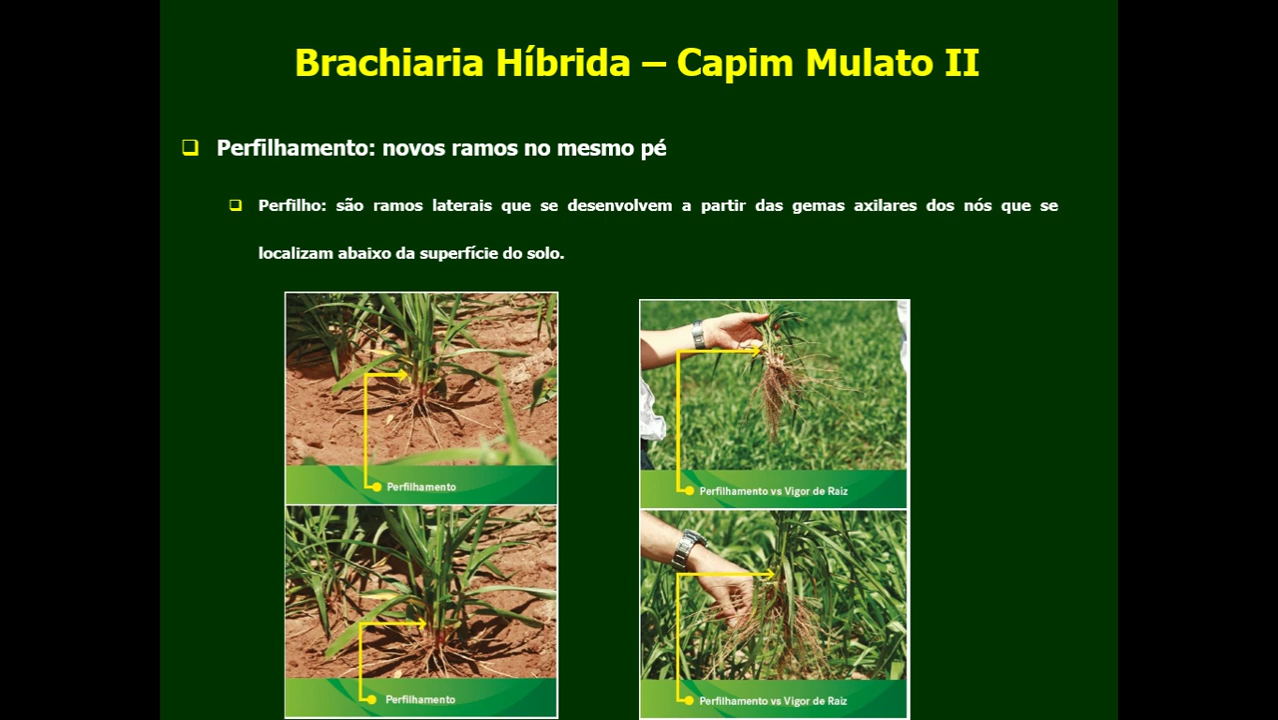 Brachiaria Híbrida – Capim Mulato II
Perfilhamento: novos ramos no mesmo pé
Perfilho: são ramos laterais que se desenvolvem a partir das gemas axilares dos nós que se
localizam abaixo da superfície do solo.
Perfilhamento
Perfilhamento vs Vigor de Raiz
Perfilhamento
Perfilhamento vs Vigor de Raiz